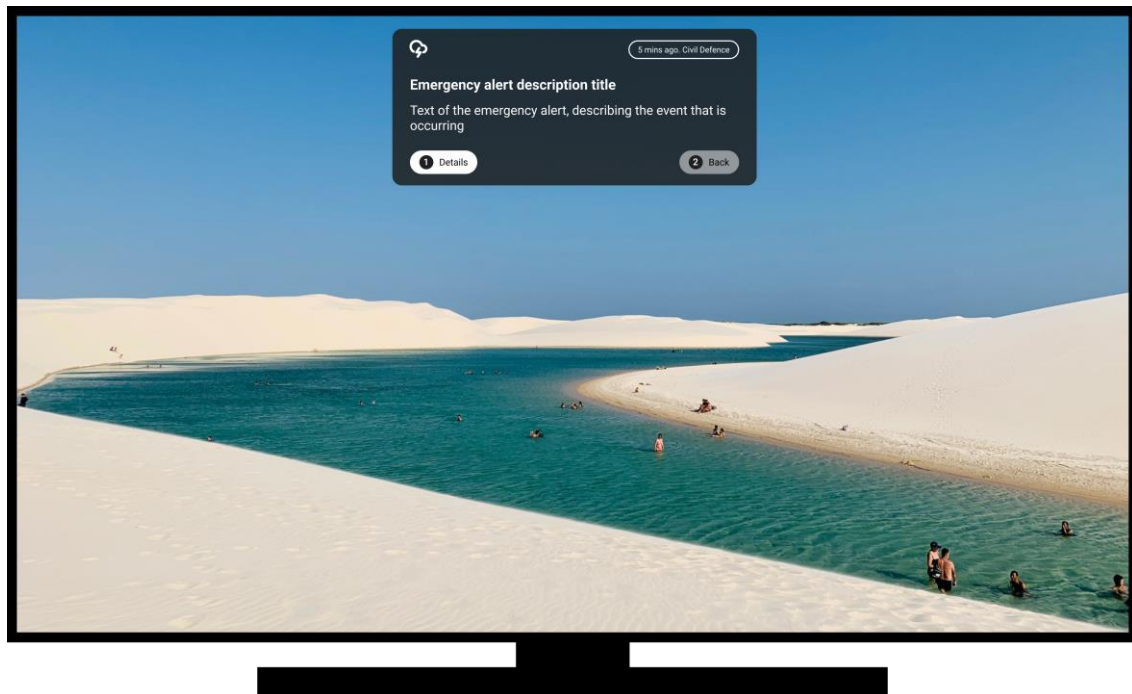 5 mins ago. Civil Defence
Emergency alert description title
Text of the emergency alert, describing the event that is
occurring
1 Details
2 Back